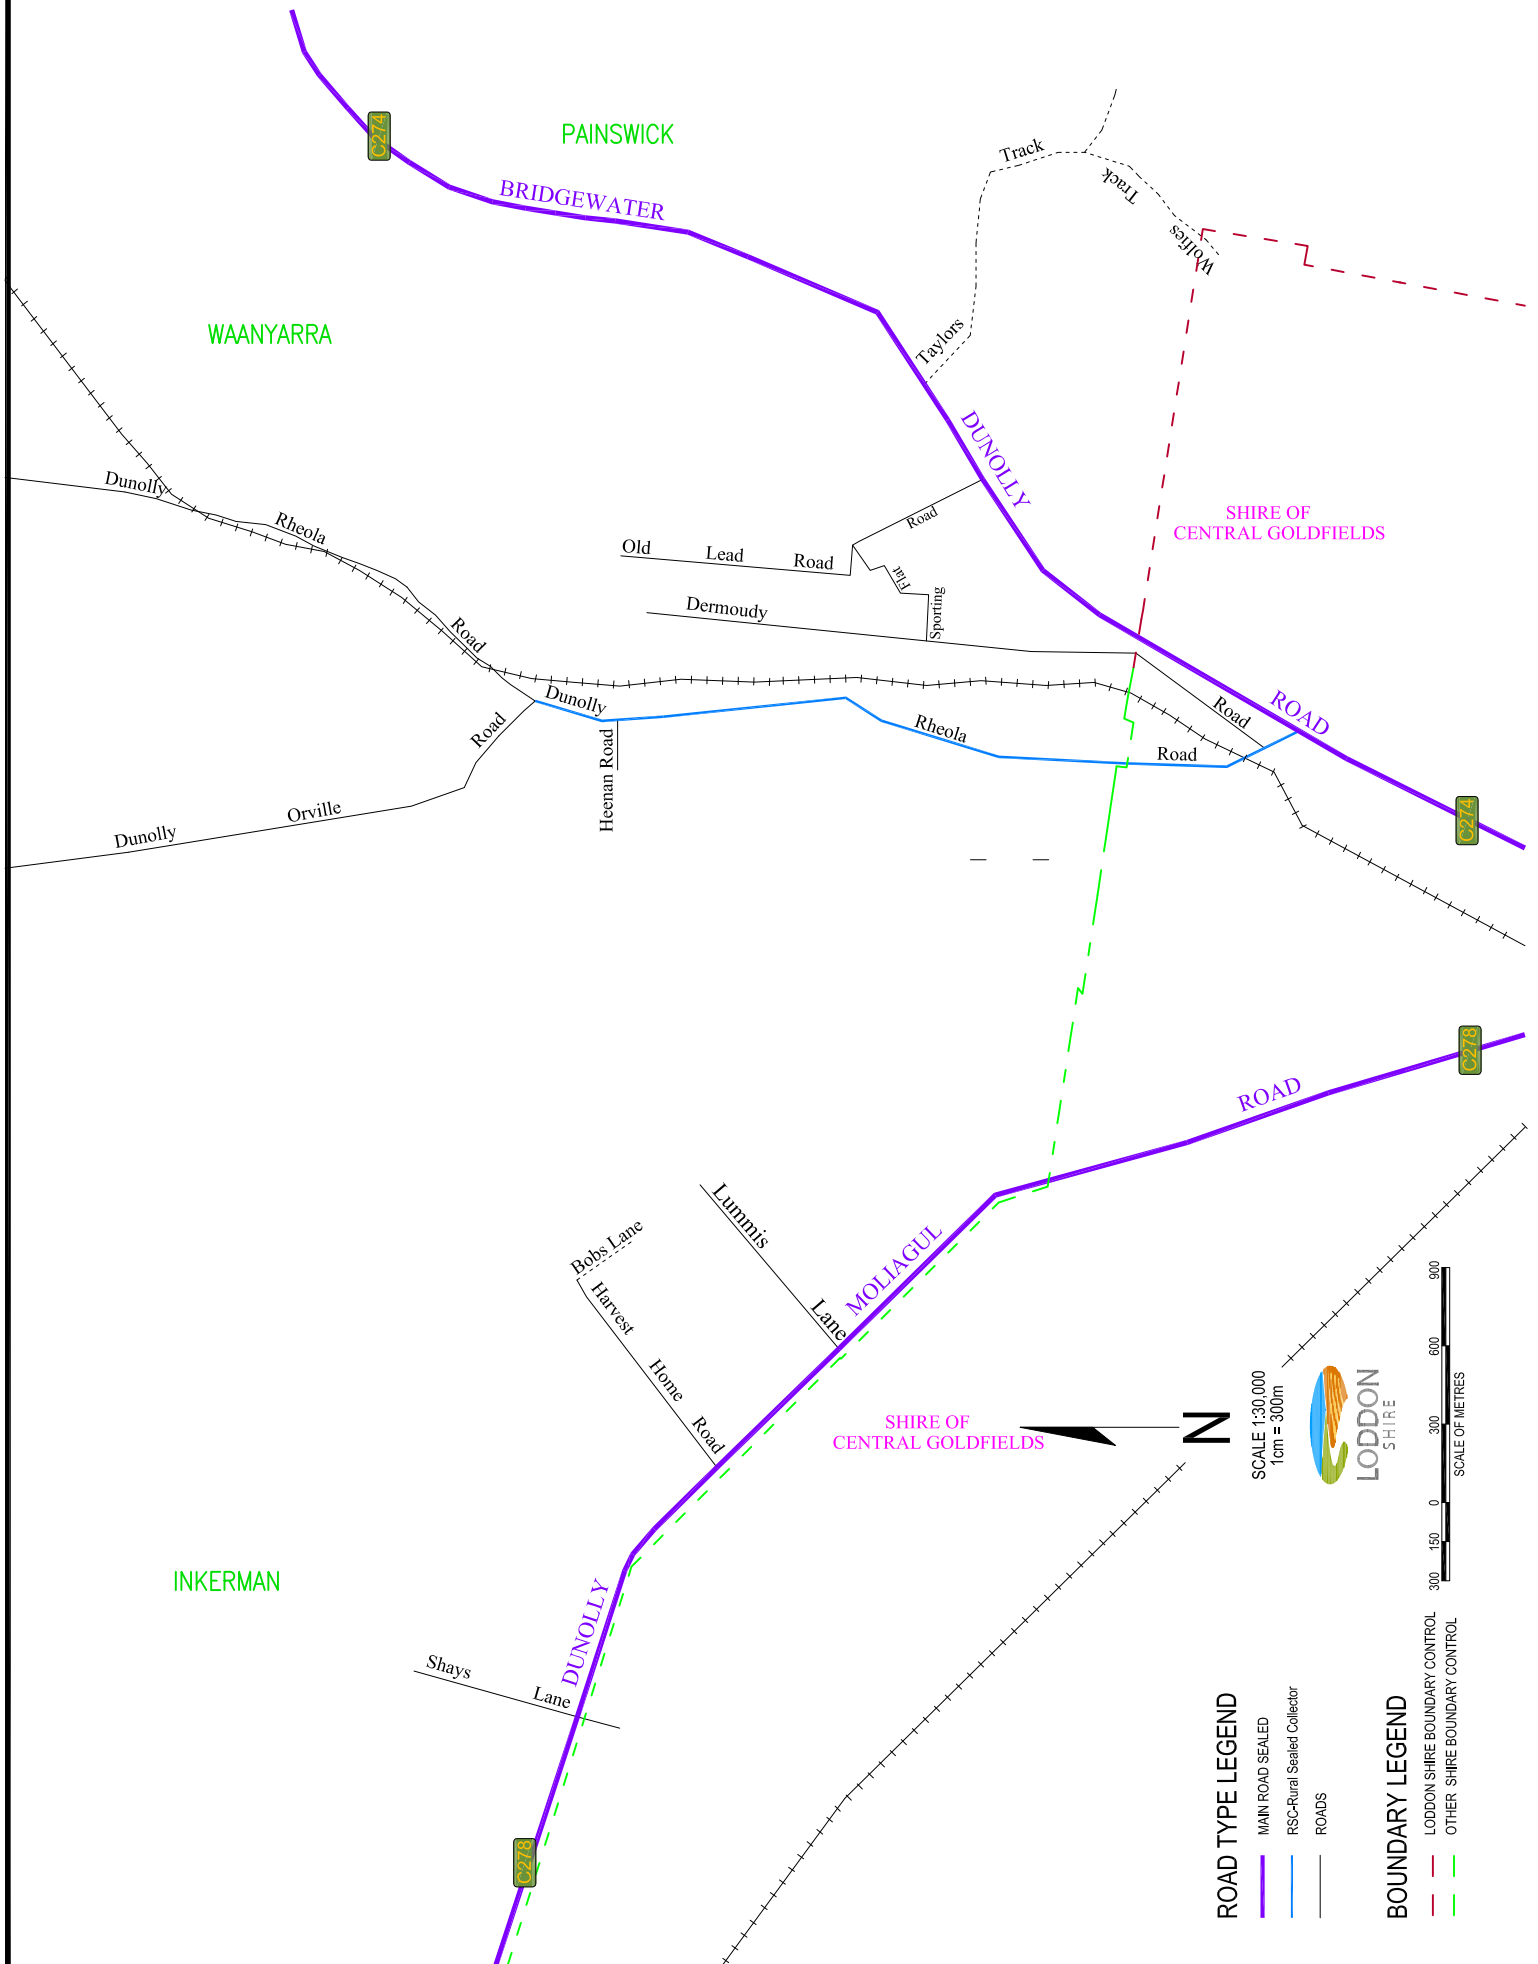 C274
PAINSWICK
BRIDGEWATER
Track
Track
Wolfies
WAANYARRA
Taylors
DUNOLLY
Dunolly
Rheola
Road
SHIRE OF
CENTRAL GOLDFIELDS
Road
Old Lead Road
Flat
Sporting
Dermoudy
Road
ROAD
Dunolly
Rheola
Road
Heenan Road
Road
Orville
Dunolly
C274
C278
ROAD
MOLIAGUL
DUNOLLY
Lummis
Lane
Bobs Lane
Harvest
Home
Road
SHIRE OF
CENTRAL GOLDFIELDS
INKERMAN
Shays
Lane
C278
N
SCALE 1:30,000
1cm = 300m
LODDON
SHIRE
300 150 0 300 600 900
SCALE OF METRES
ROAD TYPE LEGEND
MAIN ROAD SEALED
RSC-Rural Sealed Collector
ROADS
BOUNDARY LEGEND
LODDON SHIRE BOUNDARY CONTROL
OTHER SHIRE BOUNDARY CONTROL